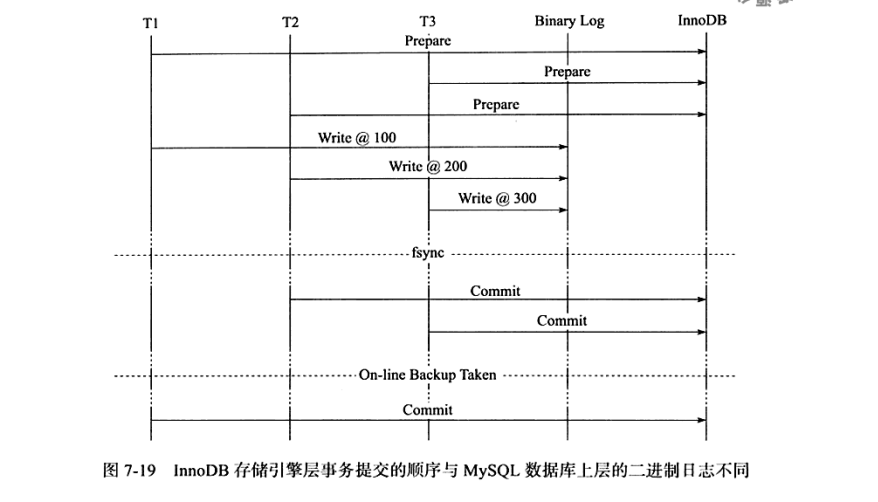 T1 T2 T3 Binary Log InnoDB
Prepare
Prepare
Prepare
Write @ 100
Write @ 200
Write @ 300
fsync
Commit
Commit
On-line Backup Taken
Commit
图 7-19 InnoDB 存储引擎层事务提交的顺序与 MySQL 数据库上层的二进制日志不同